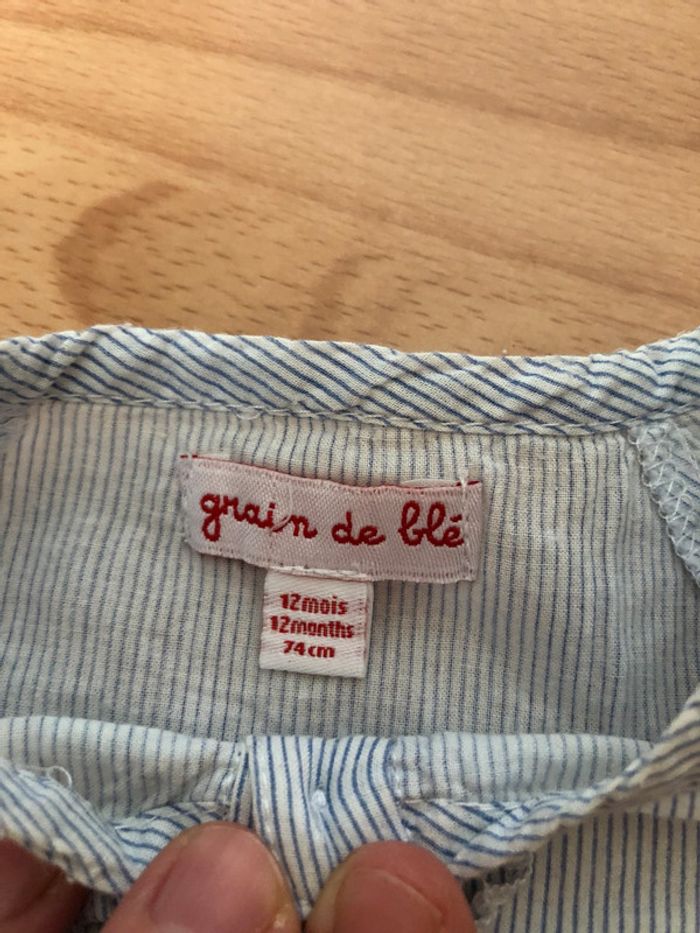 grain de blé
12mois
12months
74cm